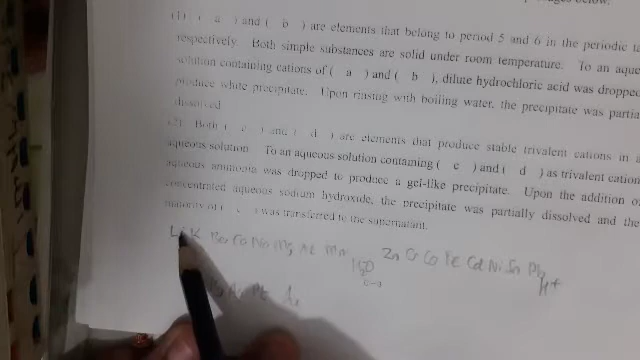 (1) ( a ) and ( b ) are elements that belong to period 5 and 6 in the periodic
respectively. Both simple substances are solid under room temperature. To an aque
solution containing cations of ( a ) and ( b ), dilute hydrochloric acid was dropped
produce white precipitate. Upon rinsing with boiling water, the precipitate was partia
dissolved
(2) Both ( c ) and ( d ) are elements that produce stable trivalent cations in a
aqueous solution. To an aqueous solution containing ( c ) and ( d ) as trivalent cation
aqueous ammonia was dropped to produce a gel-like precipitate. Upon the addition o
concentrated aqueous sodium hydroxide, the precipitate was partially dissolved and the
majority of ( c ) was transferred to the supernatant.
K Ba Ca Na Mg Al Mn Zn Cr Co Fe Cd Ni Sn Pb H+